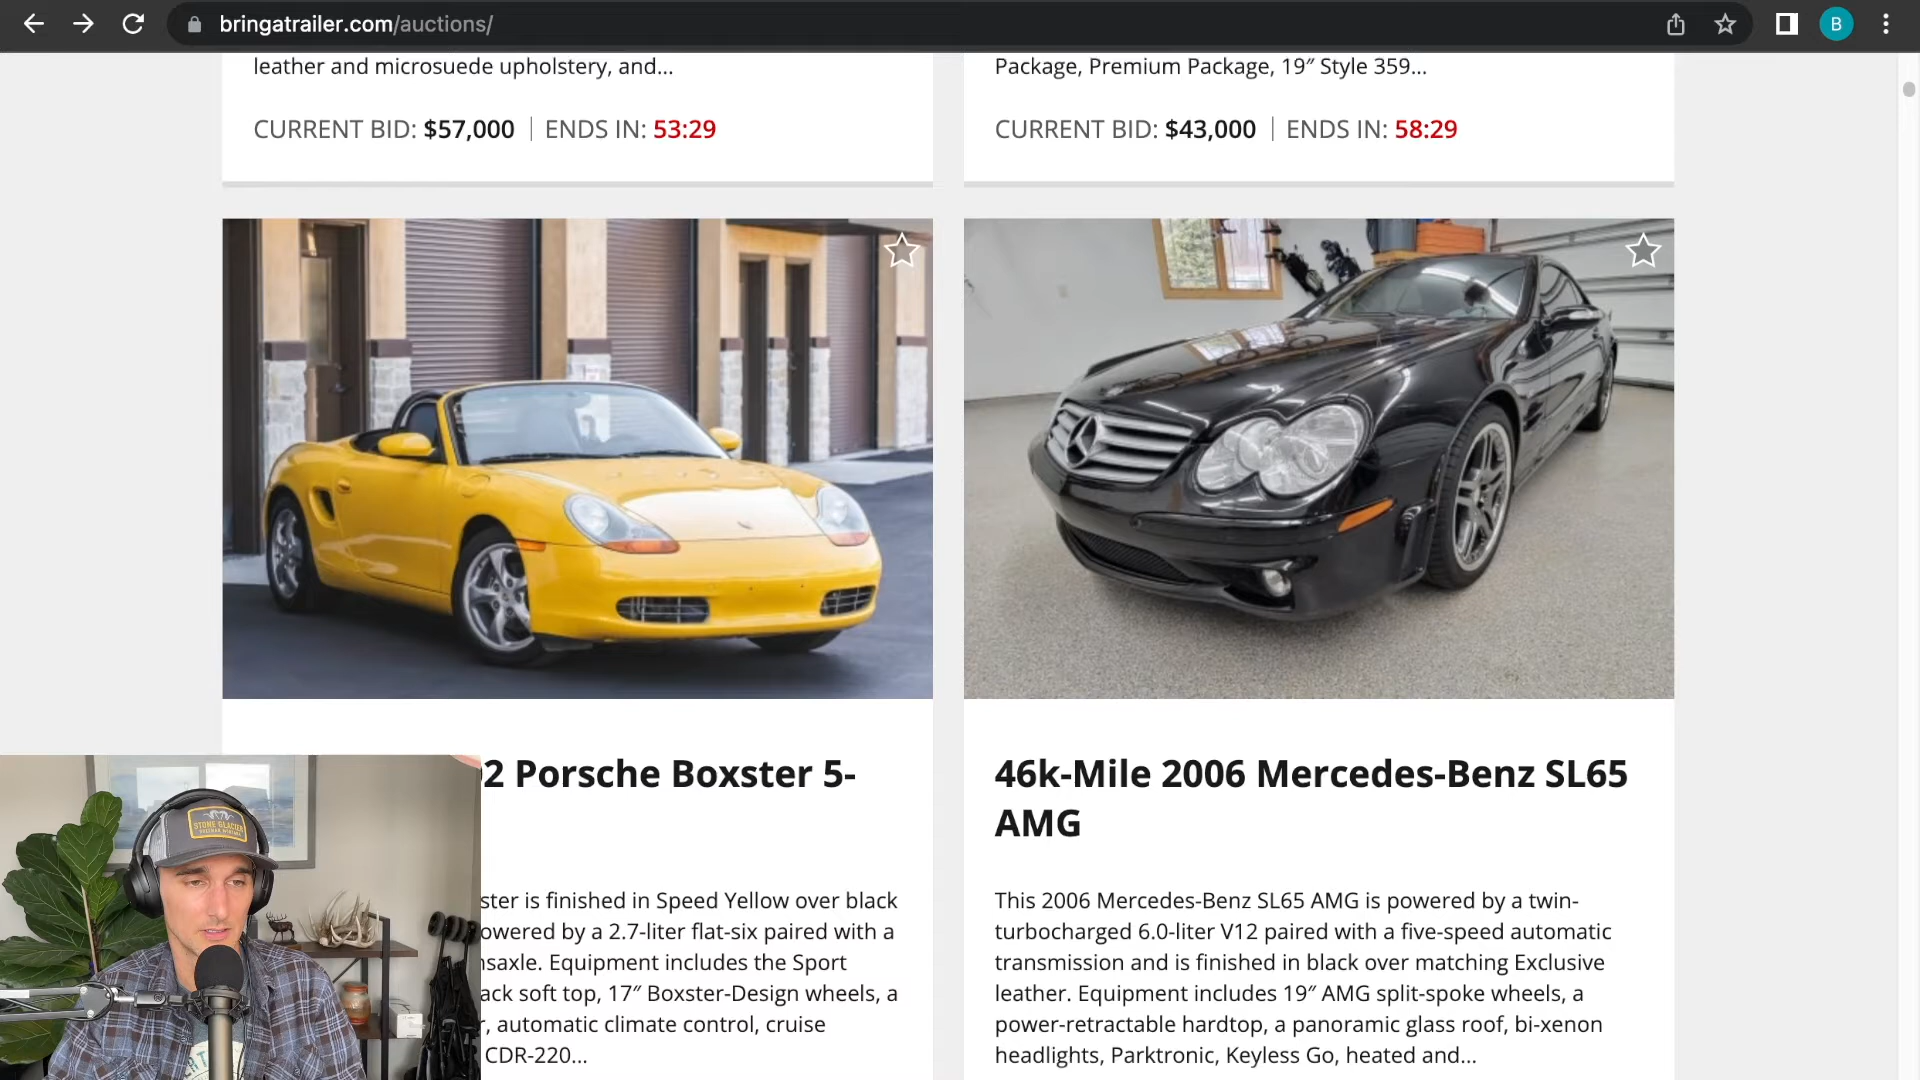 bringatrailer.com/auctions/
B
leather and microsuede upholstery, and...
CURRENT BID: $57,000 | ENDS IN: 53:29
Package, Premium Package, 19″ Style 359...
CURRENT BID: $43,000 | ENDS IN: 58:29
2 Porsche Boxster 5-
ster is finished in Speed Yellow over black
owered by a 2.7-liter flat-six paired with a
nsaxle. Equipment includes the Sport
ack soft top, 17″ Boxster-Design wheels, a
r, automatic climate control, cruise
CDR-220...
46k-Mile 2006 Mercedes-Benz SL65
AMG
This 2006 Mercedes-Benz SL65 AMG is powered by a twin-
turbocharged 6.0-liter V12 paired with a five-speed automatic
transmission and is finished in black over matching Exclusive
leather. Equipment includes 19″ AMG split-spoke wheels, a
power-retractable hardtop, a panoramic glass roof, bi-xenon
headlights, Parktronic, Keyless Go, heated and...
STONE GLACIER